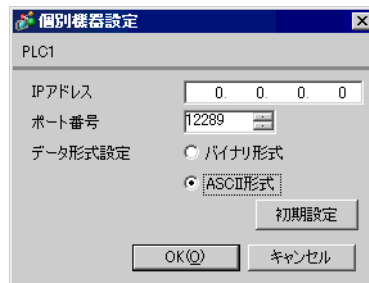 個別機器設定
PLC1
IPアドレス 0. 0. 0. 0
ポート番号 12289
データ形式設定 バイナリ形式
ASCII形式
初期設定
OK(O) キャンセル